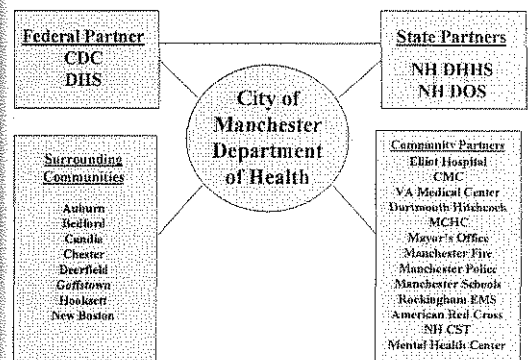 Federal Partner
CDC
DHS
State Partners
NH DHHS
NH DOS
City of
Manchester
Department
of Health
Surrounding
Communities
Auburn
Bedford
Candia
Chester
Deerfield
Goffstown
Hooksett
New Boston
Community Partners
Elliot Hospital
CMC
VA Medical Center
Dartmouth Hitchcock
MCHC
Mayor's Office
Manchester Fire
Manchester Police
Manchester Schools
Rockingham EMS
American Red Cross
NH CST
Mental Health Center